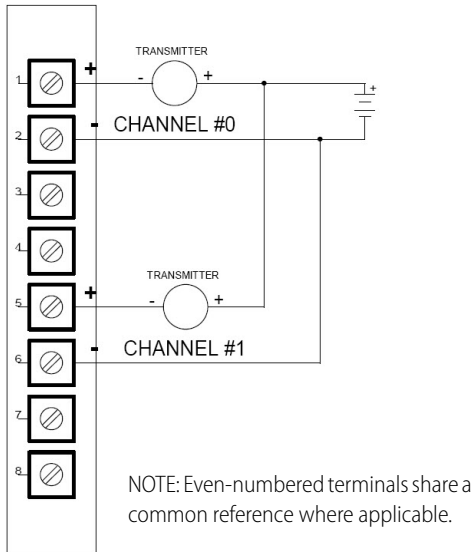 TRANSMITTER
1 + - +
+
2 - CHANNEL #0
3
4
TRANSMITTER
5 + - +
6 - CHANNEL #1
7
8
NOTE: Even-numbered terminals share a
common reference where applicable.